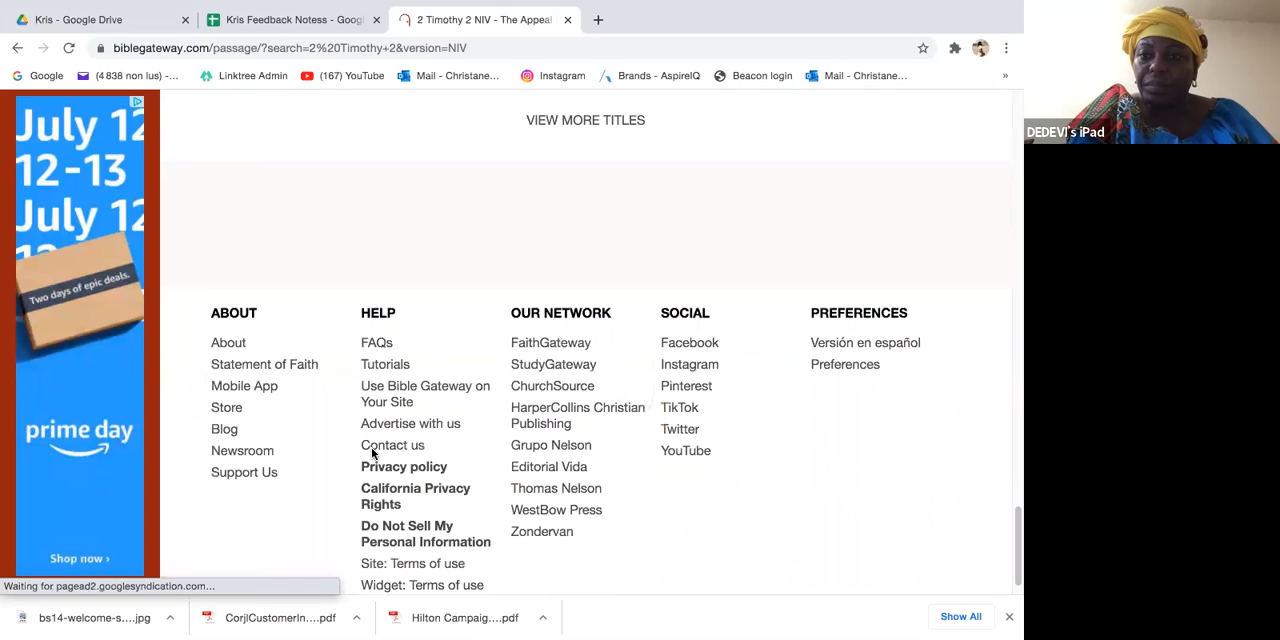 Kris - Google Drive
Kris Feedback Notess - Goog
2 Timothy 2 NIV - The Appeal
biblegateway.com/passage/?search=2%20Timothy+2&version=NIV
Google
(4 838 non lus) -...
Linktree Admin
(167) YouTube
Mail - Christane...
Instagram
Brands - AspireIQ
Beacon login
Mail - Christane...
»
DEDEVI's iPad
July 12
12-13
July 12
Two days of epic deals.
prime day
Shop now ›
VIEW MORE TITLES
ABOUT
About
Statement of Faith
Mobile App
Store
Blog
Newsroom
Support Us
HELP
FAQs
Tutorials
Use Bible Gateway on
Your Site
Advertise with us
Contact us
Privacy policy
California Privacy
Rights
Do Not Sell My
Personal Information
Site: Terms of use
Widget: Terms of use
OUR NETWORK
FaithGateway
StudyGateway
ChurchSource
HarperCollins Christian
Publishing
Grupo Nelson
Editorial Vida
Thomas Nelson
WestBow Press
Zondervan
SOCIAL
Facebook
Instagram
Pinterest
TikTok
Twitter
YouTube
PREFERENCES
Versión en español
Preferences
Waiting for pagead2.googlesyndication.com...
bs14-welcome-s....jpg
CorjlCustomerIn....pdf
Hilton Campaig....pdf
Show All